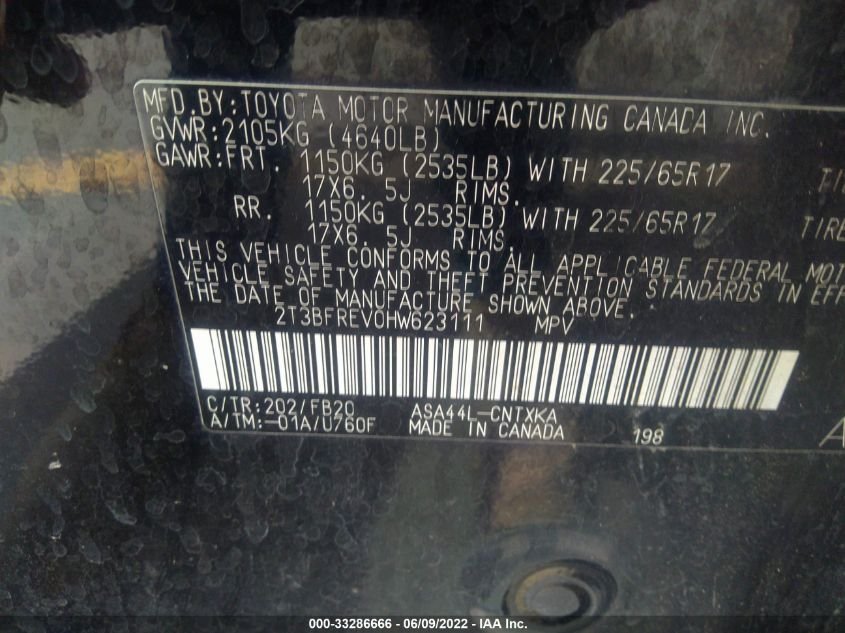 MFD.BY:TOYOTA MOTOR MANUFACTURING CANADA INC.
GVWR:2105KG (4640LB)
GAWR:FRT. 1150KG (2535LB) WITH 225/65R17
17X6. 5J RIMS.
RR. 1150KG (2535LB) WITH 225/65R17 TIRE
17X6. 5J RIMS.
THIS VEHICLE CONFORMS TO ALL APPLICABLE FEDERAL MOT
VEHICLE SAFETY AND THEFT PREVENTION STANDARDS IN EFF
THE DATE OF MANUFACTURE SHOWN ABOVE.
2T3BFREV0HW623111 MPV
C/TR:202/FB20 ASA44L-CNTXKA
A/TM:-01A/U760F MADE IN CANADA 198 A
000-33286666 - 06/09/2022 - IAA Inc.